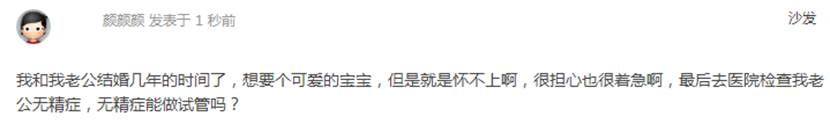 颜颜颜 发表于 1 秒前 沙发
我和我老公结婚几年的时间了，想要个可爱的宝宝，但是就是怀不上啊，很担心也很着急啊，最后去医院检查我老
公无精症，无精症能做试管吗？